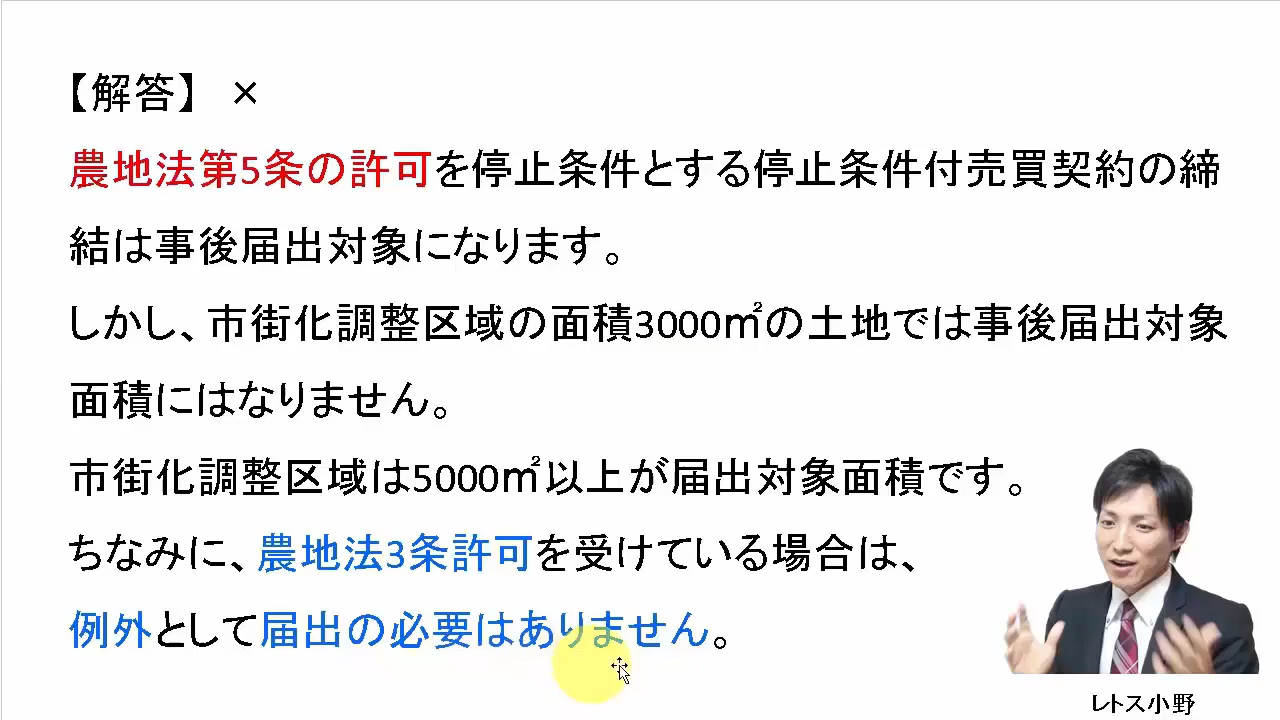 【解答】 ×
農地法第5条の許可を停止条件とする停止条件付売買契約の締
結は事後届出対象になります。
しかし、市街化調整区域の面積3000㎡の土地では事後届出対象
面積にはなりません。
市街化調整区域は5000㎡以上が届出対象面積です。
ちなみに、農地法3条許可を受けている場合は、
例外として届出の必要はありません。
レトス小野